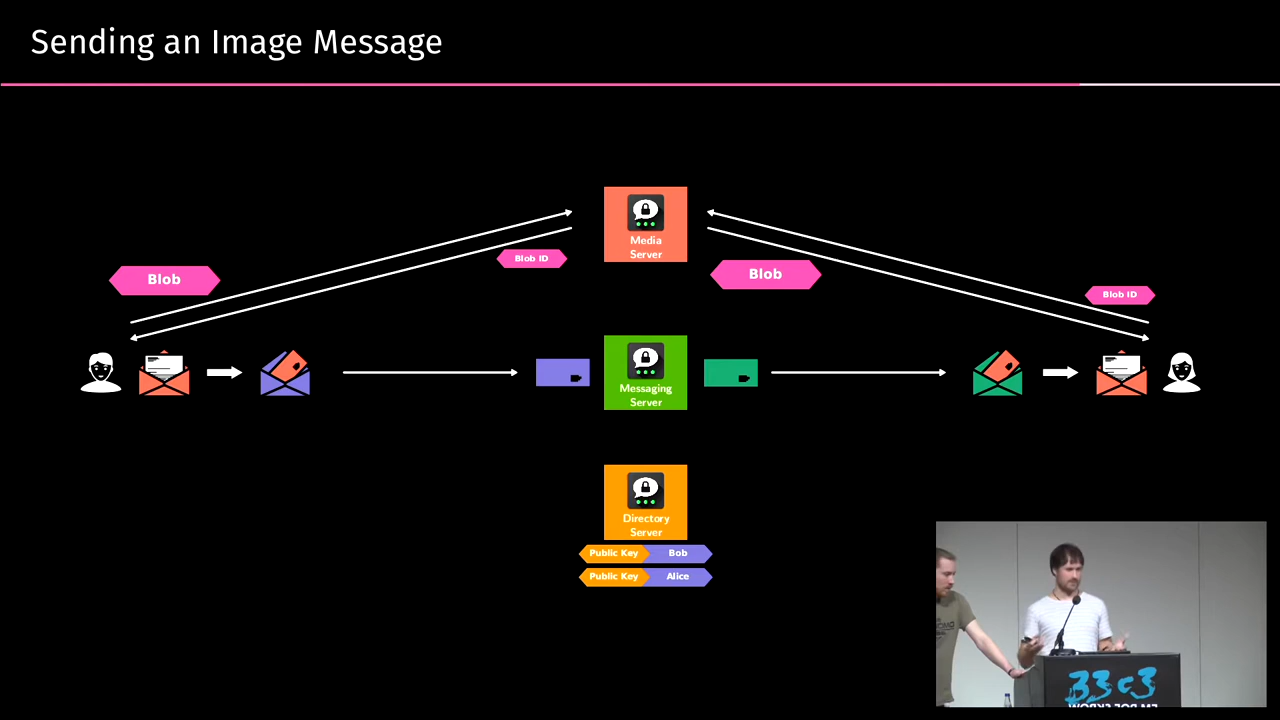 Sending an Image Message
Media
Server
Blob ID
Blob
Blob
Blob ID
Messaging
Server
Directory
Server
Public Key Bob
Public Key Alice
33c3